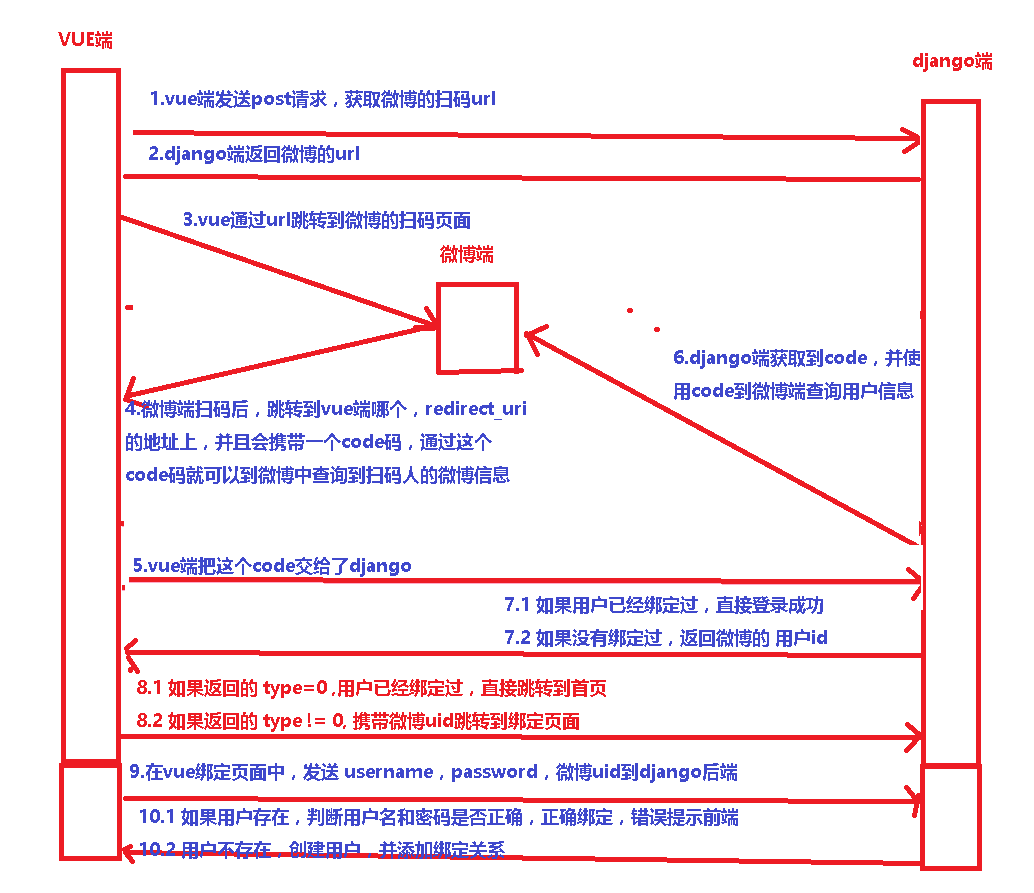 VUE端
django端
1.vue端发送post请求，获取微博的扫码url
2.django端返回微博的url
3.vue通过url跳转到微博的扫码页面
微博端
6.django端获取到code，并使
用code到微博端查询用户信息
4.微博端扫码后，跳转到vue端哪个，redirect_uri
的地址上，并且会携带一个code码，通过这个
code码就可以到微博中查询到扫码人的微博信息
5.vue端把这个code交给了django
7.1 如果用户已经绑定过，直接登录成功
7.2 如果没有绑定过，返回微博的 用户id
8.1 如果返回的 type=0 ,用户已经绑定过，直接跳转到首页
8.2 如果返回的 type != 0, 携带微博uid跳转到绑定页面
9.在vue绑定页面中，发送 username，password，微博uid到django后端
10.1 如果用户存在，判断用户名和密码是否正确，正确绑定，错误提示前端
10.2 用户不存在，创建用户，并添加绑定关系